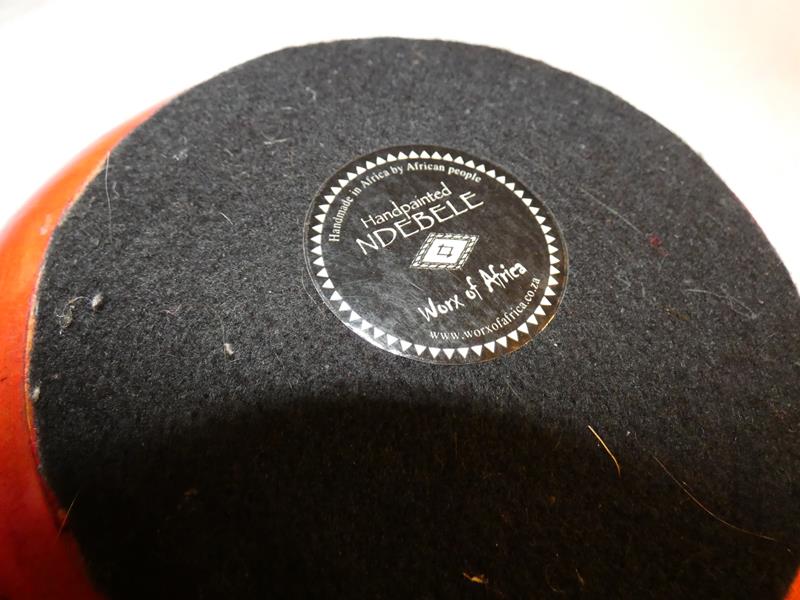 Handmade in Africa by African people
Handpainted
NDEBELE
Worx of Africa
www.worxofafrica.co.za